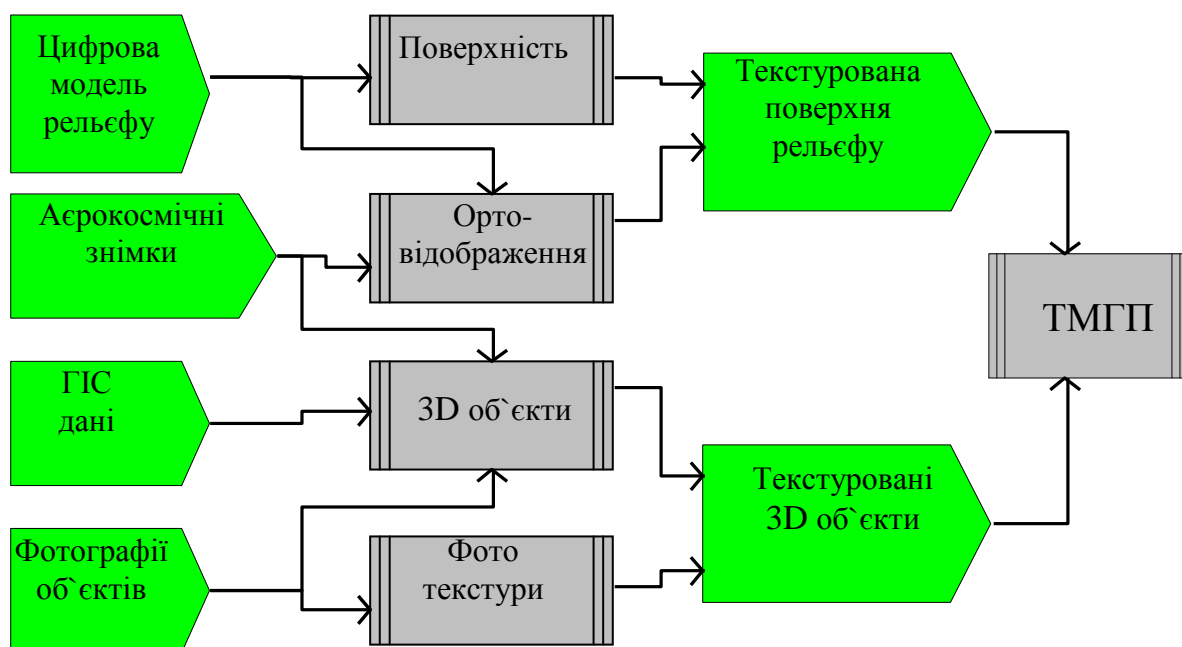 Цифрова
модель
рельєфу
Поверхність
Текстурована
поверхня
рельєфу
Аєрокосмічні
знімки
Орто-
відображення
ТМГП
ГІС
дані
3D об`єкти
Текстуровані
3D об`єкти
Фотографії
об`єктів
Фото
текстури